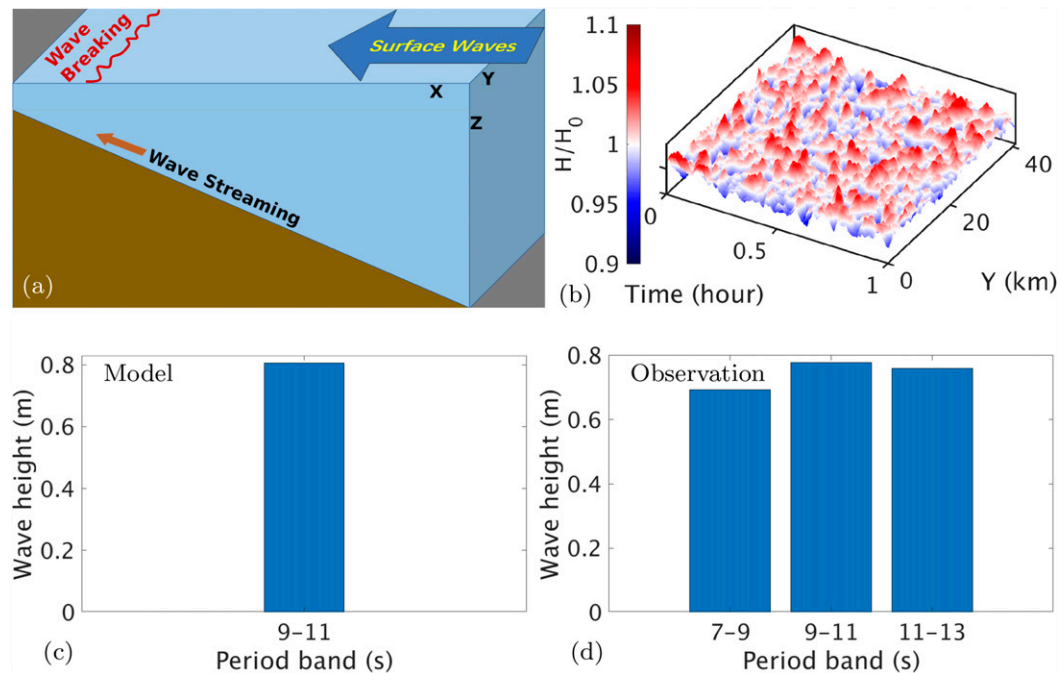 Wave
Breaking
Surface Waves
X
Y
Z
Wave Streaming
(a)
1.1
1.05
1
0.95
0.9
H/H0
0
0.5
1
Time (hour)
0
20
40
Y (km)
(b)
Model
0.8
0.6
0.4
0.2
0
Wave height (m)
9–11
Period band (s)
(c)
Observation
0.8
0.6
0.4
0.2
0
Wave height (m)
7–9 9–11 11–13
Period band (s)
(d)